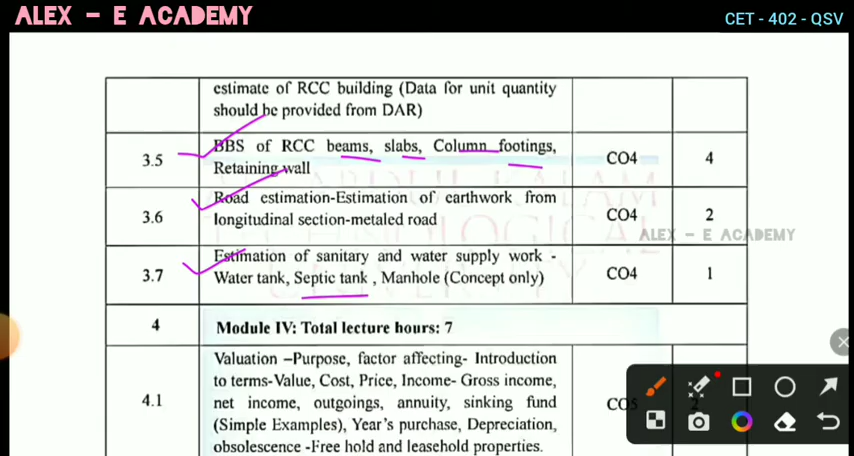 ALEX - E ACADEMY
CET - 402 - QSV
estimate of RCC building (Data for unit quantity
should be provided from DAR)
3.5
BBS of RCC beams, slabs, Column footings,
Retaining wall
CO4
4
3.6
Road estimation-Estimation of earthwork from
longitudinal section-metaled road
CO4
2
ALEX - E ACADEMY
3.7
Estimation of sanitary and water supply work -
Water tank, Septic tank , Manhole (Concept only)
CO4
1
4
Module IV: Total lecture hours: 7
4.1
Valuation –Purpose, factor affecting- Introduction
to terms-Value, Cost, Price, Income- Gross income,
net income, outgoings, annuity, sinking fund
(Simple Examples), Year's purchase, Depreciation,
obsolescence -Free hold and leasehold properties.
CO5
2